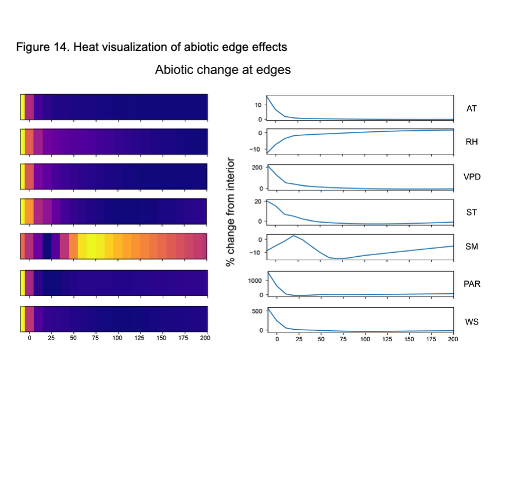 Figure 14. Heat visualization of abiotic edge effects
Abiotic change at edges
% change from interior
10
0
AT
0
−10
RH
200
0
VPD
20
0
ST
0
−10
SM
1000
0
PAR
500
0
WS
0 25 50 75 100 125 150 175 200
0 25 50 75 100 125 150 175 200